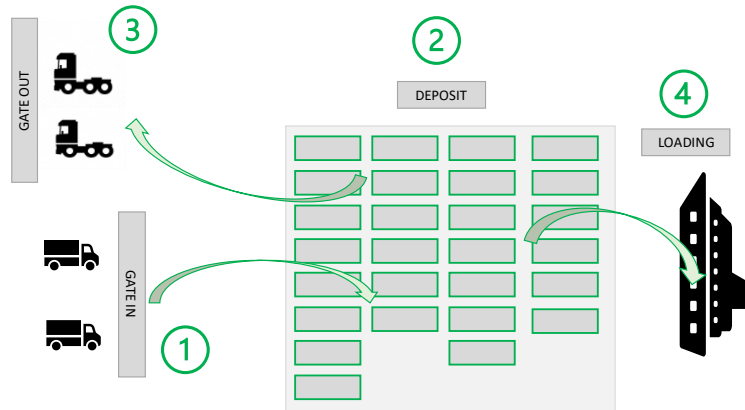 3
GATE OUT
2
DEPOSIT
4
LOADING
GATE IN
1